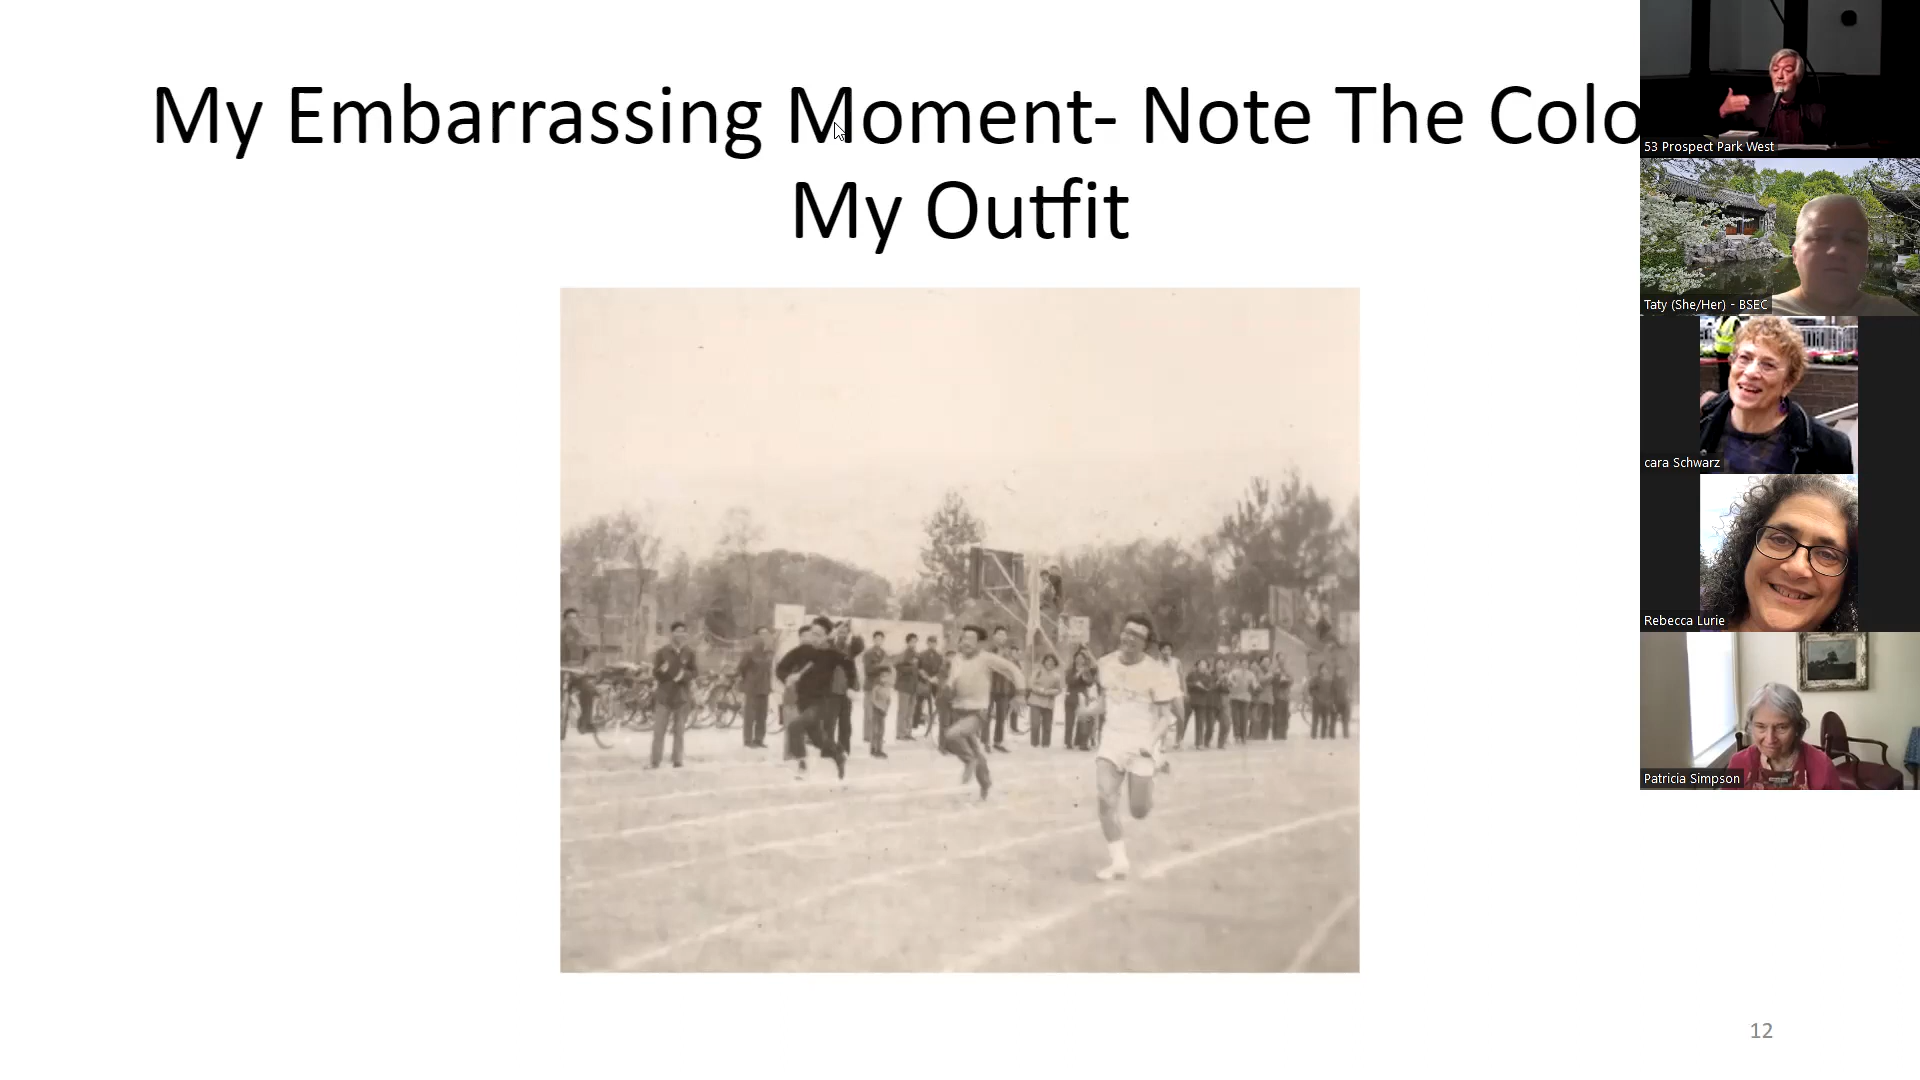 My Embarrassing Moment- Note The Colo
My Outfit
53 Prospect Park West
Taty (She/Her) - BSEC
cara Schwarz
Rebecca Lurie
Patricia Simpson
12